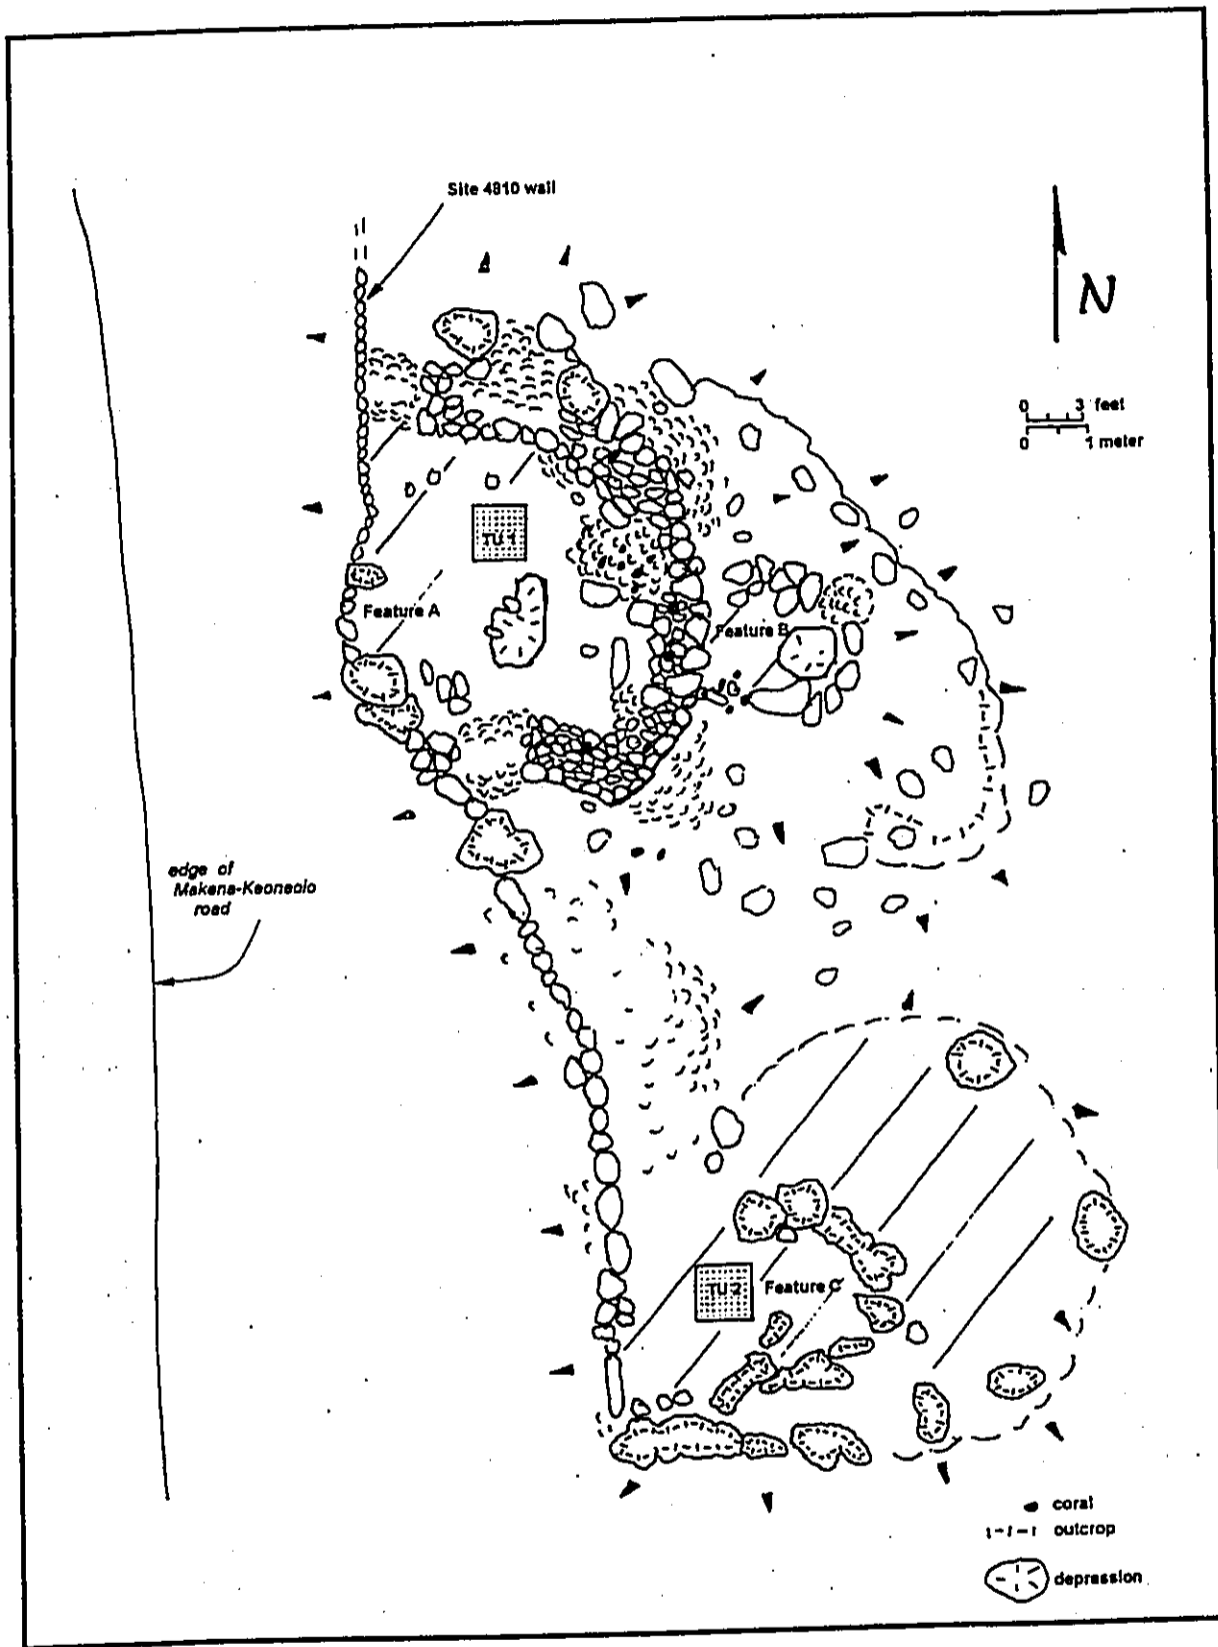 Site 4810 wall
N
0 3 feet
0 1 meter
TU 1
Feature A
Feature B
edge of
Makena-Keoneoio
road
TU 2
Feature C
coral
outcrop
depression